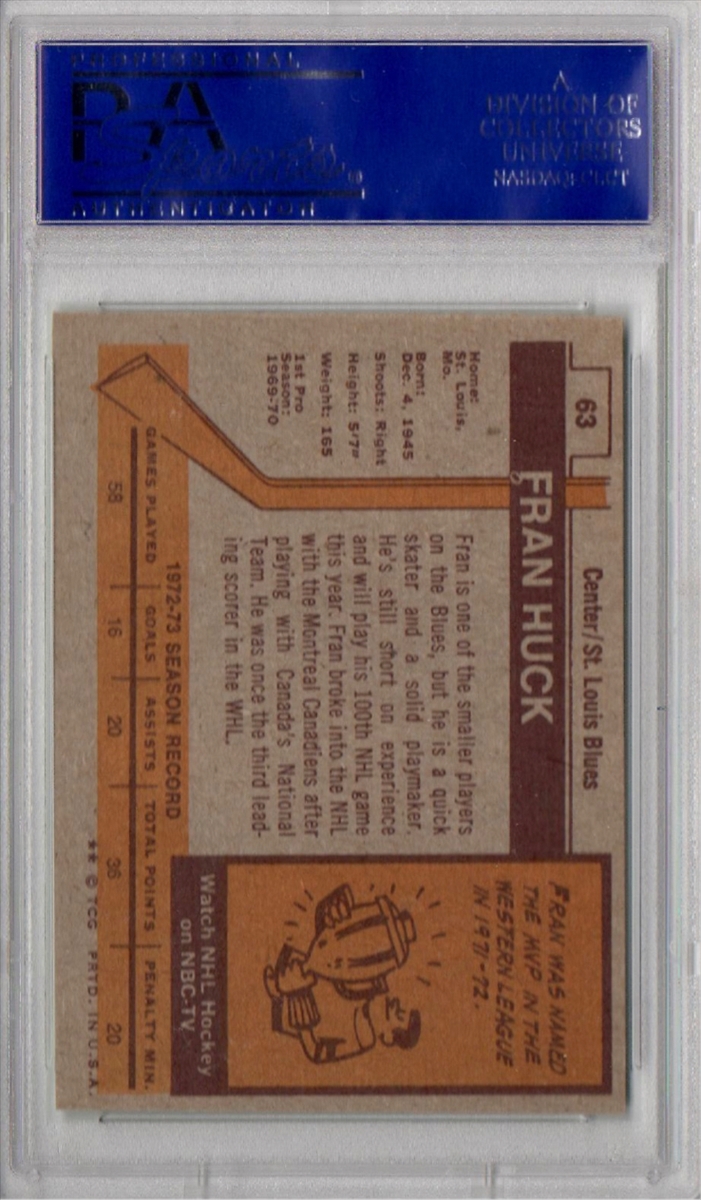 PROFESSIONAL
PSA
Sports®
AUTHENTICATOR
A
DIVISION OF
COLLECTORS
UNIVERSE
NASDAQ: CLCT
63
Center/St. Louis Blues
FRAN HUCK
Home:
St. Louis,
Mo.
Born:
Dec. 4, 1945
Shoots: Right
Height: 5'7"
Weight: 165
1st Pro
Season:
1969-70
Fran is one of the smaller players
on the Blues, but he is a quick
skater and a solid playmaker.
He's still short on experience
and will play his 100th NHL game
this year. Fran broke into the NHL
with the Montreal Canadiens after
playing with Canada's National
Team. He was once the third lead-
ing scorer in the WHL.
FRAN WAS NAMED
THE MVP IN THE
WESTERN LEAGUE
IN 1971-72.
Watch NHL Hockey
on NBC-TV
1972-73 SEASON RECORD
GAMES PLAYED GOALS ASSISTS TOTAL POINTS PENALTY MIN.
58 16 20 36 20
** © TCG PRTD. IN U.S.A.